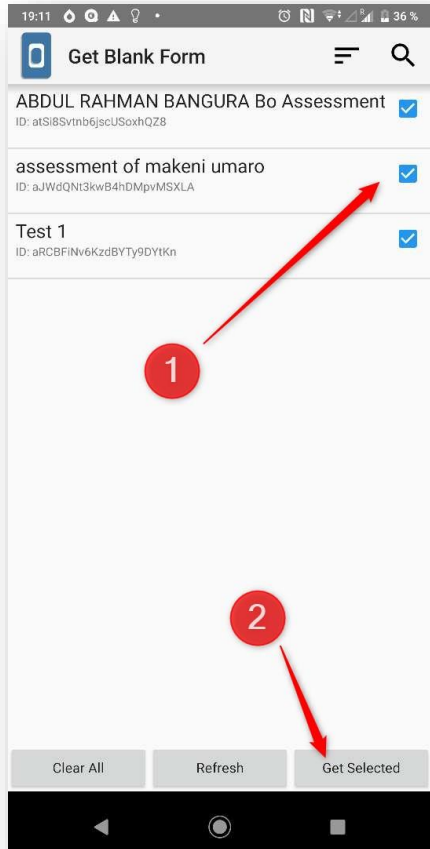 19:11 36 %
Get Blank Form
ABDUL RAHMAN BANGURA Bo Assessment
ID: atSi8Svtnb6jscUSoxhQZ8
assessment of makeni umaro
ID: aJWdQNt3kwB4hDMpvMSXLA
Test 1
ID: aRCBFiNv6KzdBYTy9DYtKn
1
2
Clear All Refresh Get Selected